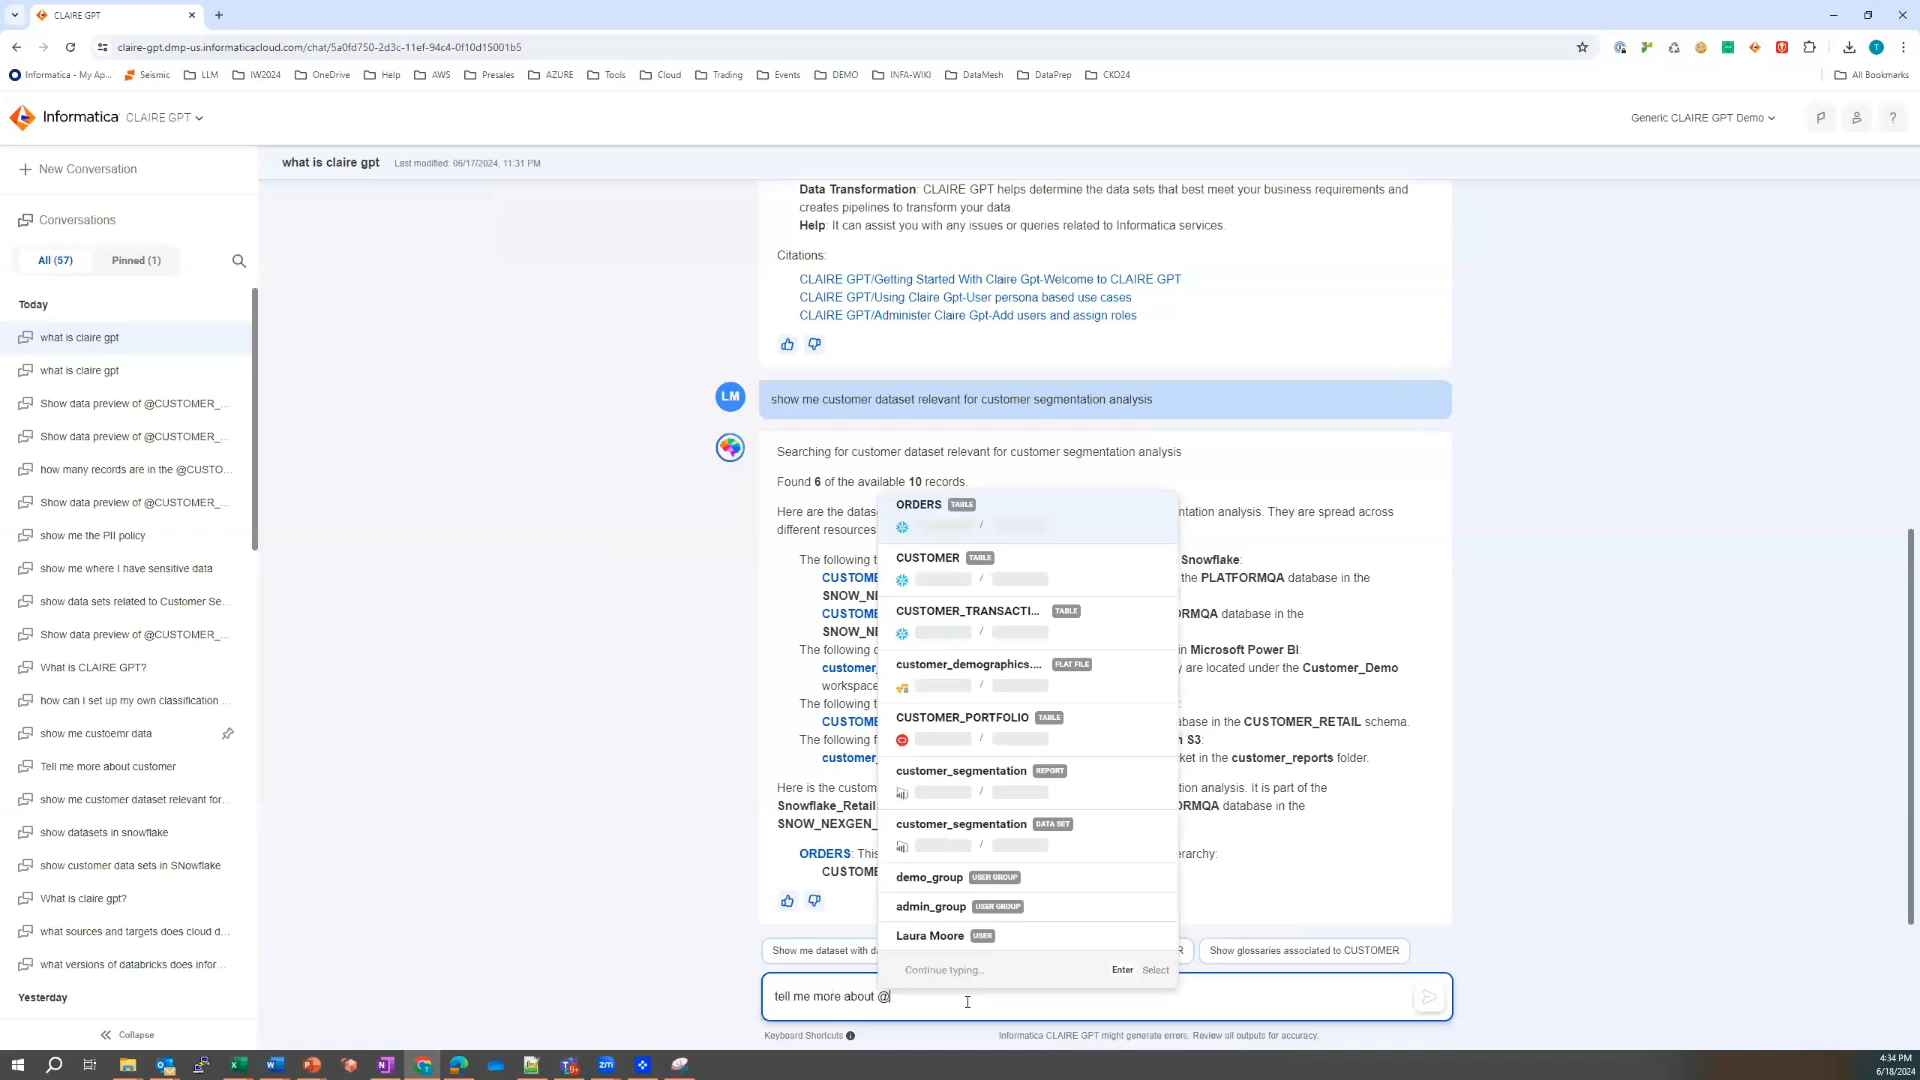 CLAIRE GPT
claire-gpt.dmp-us.informaticacloud.com/chat/5a0fd750-2d3c-11ef-94c4-0f10d15001b5
Informatica - My Ap... Seismic LLM IW2024 OneDrive Help AWS Presales AZURE Tools Cloud Trading Events DEMO INFA-WIKI DataMesh DataPrep CKO24 All Bookmarks
Informatica CLAIRE GPT Generic CLAIRE GPT Demo ?
New Conversation
Conversations
All (57) Pinned (1)
Today
what is claire gpt
what is claire gpt
Show data preview of @CUSTOMER_...
Show data preview of @CUSTOMER_...
how many records are in the @CUSTO...
Show data preview of @CUSTOMER_...
show me the PII policy
show me where I have sensitive data
show data sets related to Customer Se...
Show data preview of @CUSTOMER_...
What is CLAIRE GPT?
how can I set up my own classification ...
show me custoemr data
Tell me more about customer
show me customer dataset relevant for...
show datasets in snowflake
show customer data sets in SNowflake
What is claire gpt?
what sources and targets does cloud d...
what versions of databricks does infor...
Yesterday
Collapse
what is claire gpt Last modified: 06/17/2024, 11:31 PM
Data Transformation: CLAIRE GPT helps determine the data sets that best meet your business requirements and
creates pipelines to transform your data.
Help: It can assist you with any issues or queries related to Informatica services.
Citations:
CLAIRE GPT/Getting Started With Claire Gpt-Welcome to CLAIRE GPT
CLAIRE GPT/Using Claire Gpt-User persona based use cases
CLAIRE GPT/Administer Claire Gpt-Add users and assign roles
LM show me customer dataset relevant for customer segmentation analysis
Searching for customer dataset relevant for customer segmentation analysis
Found 6 of the available 10 records.
Here are the datase ntation analysis. They are spread across
different resources
The following t Snowflake:
CUSTOME the PLATFORMQA database in the
SNOW_NE
CUSTOME RMQA database in the
SNOW_NE
The following in Microsoft Power BI:
customer_ y are located under the Customer_Demo
workspace
The following t :
CUSTOME abase in the CUSTOMER_RETAIL schema.
The following f n S3:
customer_ ket in the customer_reports folder.
Here is the custom tion analysis. It is part of the
Snowflake_Retail ORMQA database in the
SNOW_NEXGEN_
ORDERS: This erarchy:
CUSTOME
ORDERS TABLE
/
CUSTOMER TABLE
/
CUSTOMER_TRANSACTI... TABLE
/
customer_demographics.... FLAT FILE
/
CUSTOMER_PORTFOLIO TABLE
/
customer_segmentation REPORT
/
customer_segmentation DATA SET
/
demo_group USER GROUP
admin_group USER GROUP
Laura Moore USER
Continue typing... Enter Select
Show me dataset with da R Show glossaries associated to CUSTOMER
tell me more about @
Keyboard Shortcuts Informatica CLAIRE GPT might generate errors. Review all outputs for accuracy.
4:34 PM
6/18/2024